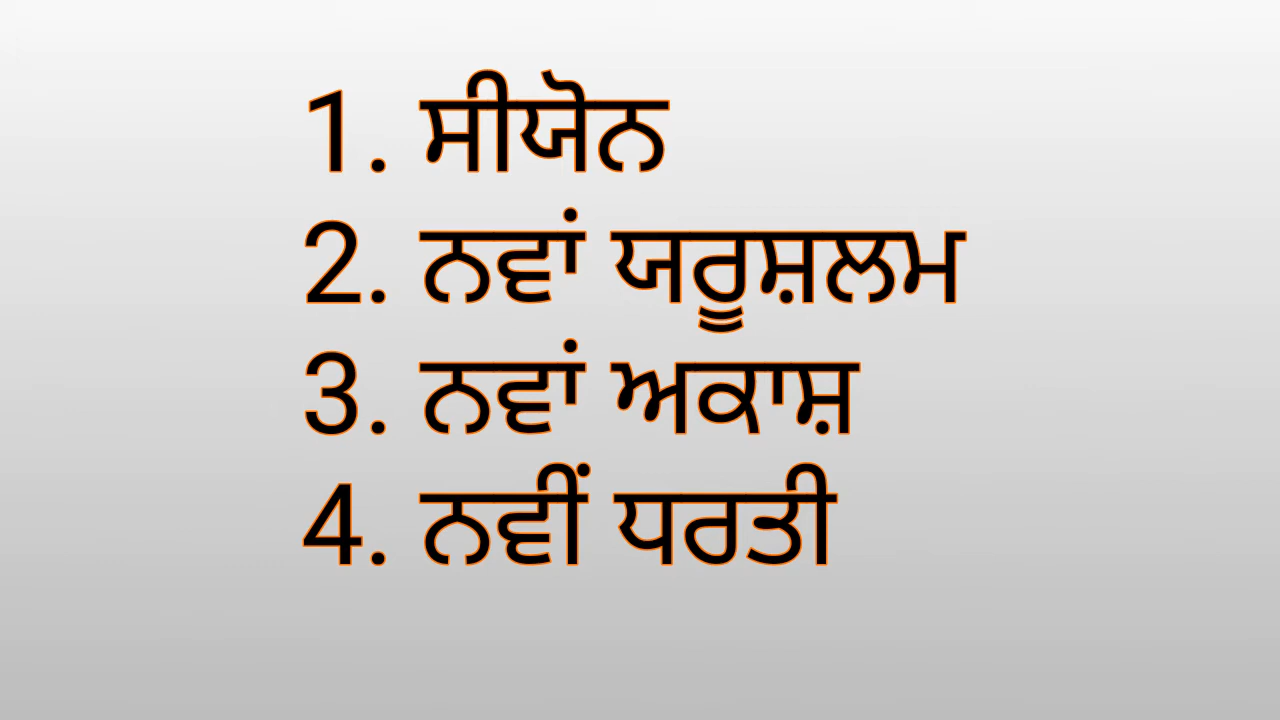 1. ਸੀਯੋਨ
2. ਨਵਾਂ ਯਰੂਸ਼ਲਮ
3. ਨਵਾਂ ਅਕਾਸ਼
4. ਨਵੀਂ ਧਰਤੀ